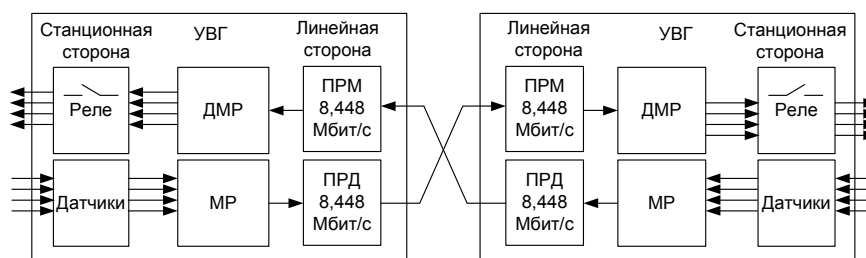 Станционная сторона
УВГ
Линейная сторона
Реле
ДМР
ПРМ
8,448
Мбит/с
Датчики
МР
ПРД
8,448
Мбит/с
Линейная сторона
УВГ
Станционная сторона
ПРМ
8,448
Мбит/с
ДМР
Реле
ПРД
8,448
Мбит/с
МР
Датчики